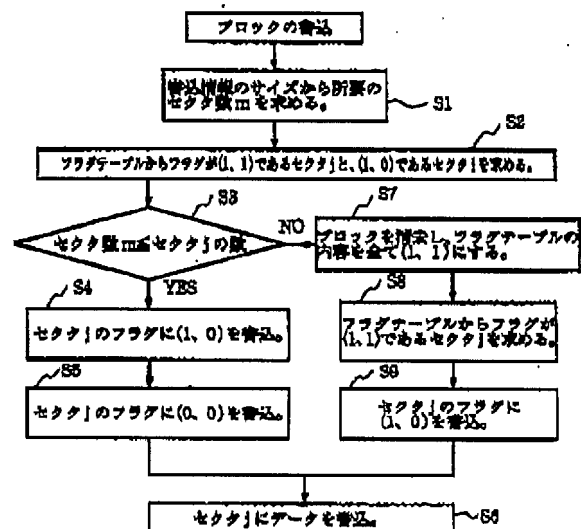 ブロックの書込
書込情報のサイズから所要の
セクタ数mを求める。
S1
S2
フラグテーブルからフラグが(1, 1)であるセクタjと、(1, 0)であるセクタiを求める。
S3
セクタ数m≦セクタjの数
NO
YES
S7
ブロックを消去し、フラグテーブルの
内容を全て(1, 1)にする。
S4
セクタjのフラグに(1, 0)を書込。
S8
フラグテーブルからフラグが
(1, 1)であるセクタjを求める。
S5
セクタiのフラグに(0, 0)を書込。
S9
セクタjのフラグに
(1, 0)を書込。
セクタjにデータを書込。
S6